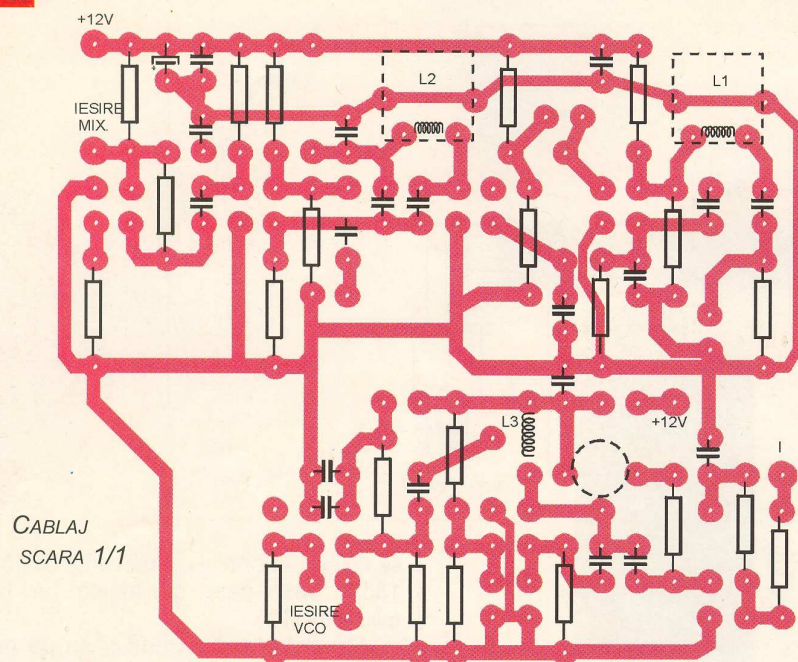 +12V
L2
L1
IESIRE
MIX.
L3
+12V
I
CABLAJ
SCARA 1/1
IESIRE
VCO